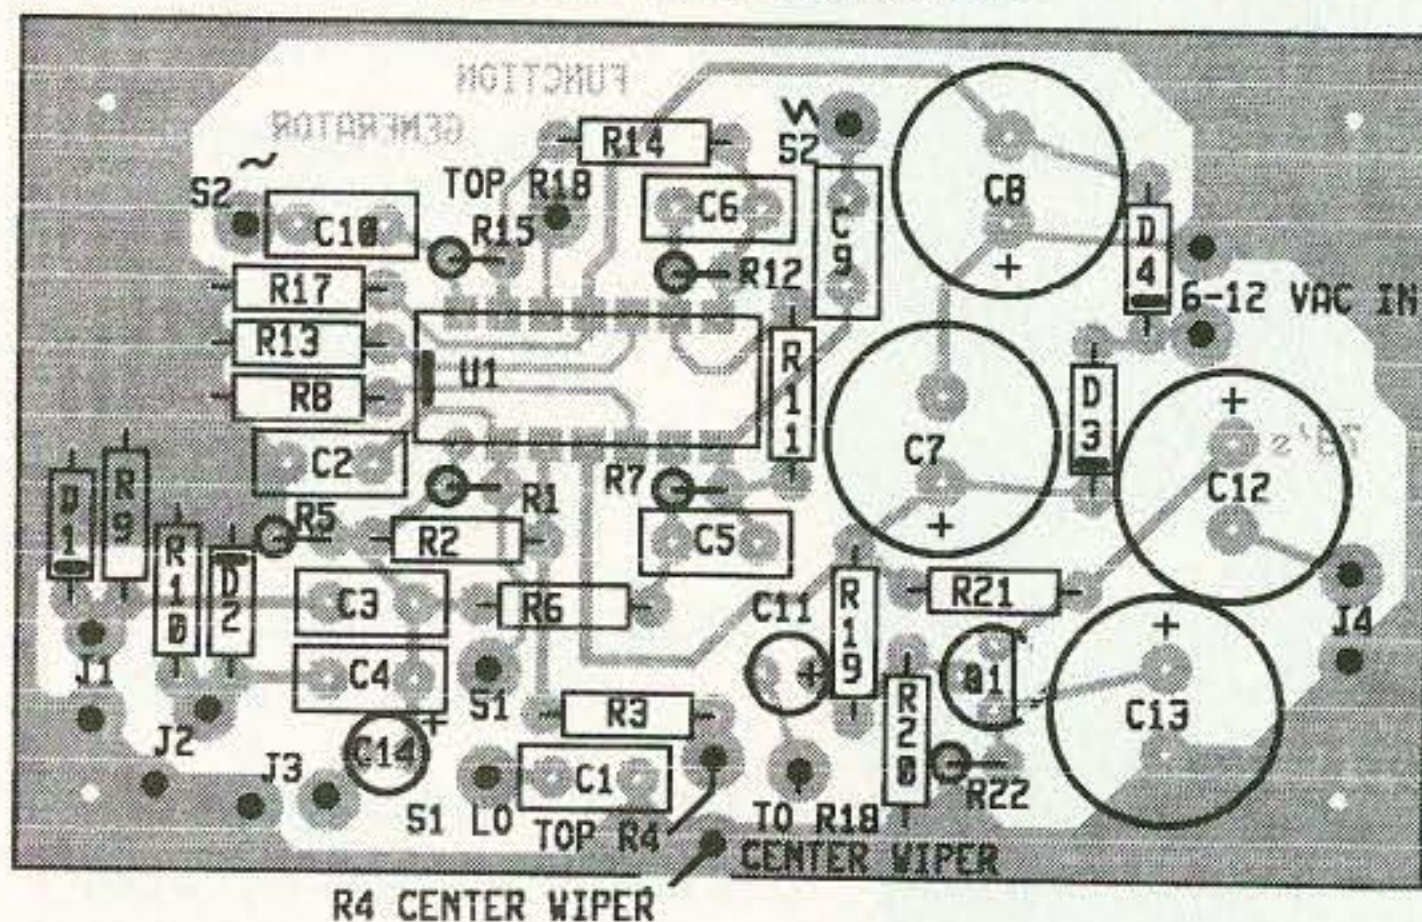 FUNCTION
GENERATOR
~
S2
C10
TOP R18
R15
R14
C6
R12
S2
C9
C8
+
D4
6-12 VAC IN
R17
R13
R8
U1
R11
C2
R7
C7
+
D3
+
C12
78's
D1
R9
R10
D2
R5
R2
R1
C5
C3
R6
C11
+
R19
R21
J4
J1
C4
S1
R3
R20
Q1
+
C13
J2
C14
+
J3
S1 LO
C1
TOP R4
TO R18
CENTER WIPER
R22
R4 CENTER WIPER